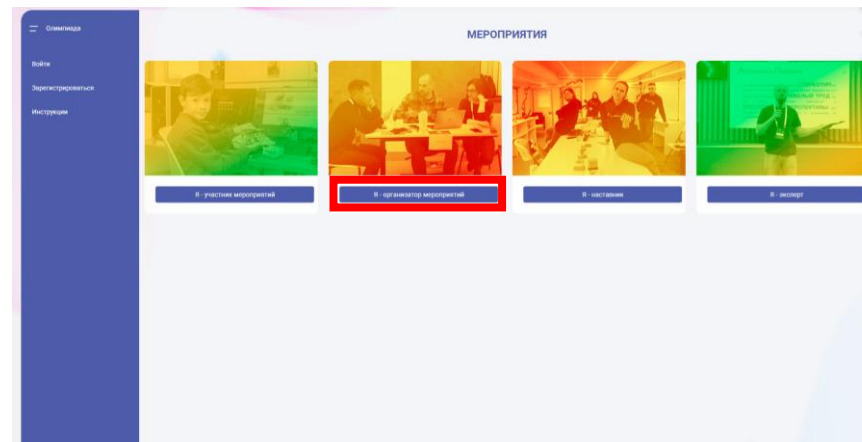 Олимпиада
МЕРОПРИЯТИЯ
Войти
Зарегистрироваться
Инструкции
Я - участник мероприятий
Я - организатор мероприятий
Я - наставник
Я - эксперт